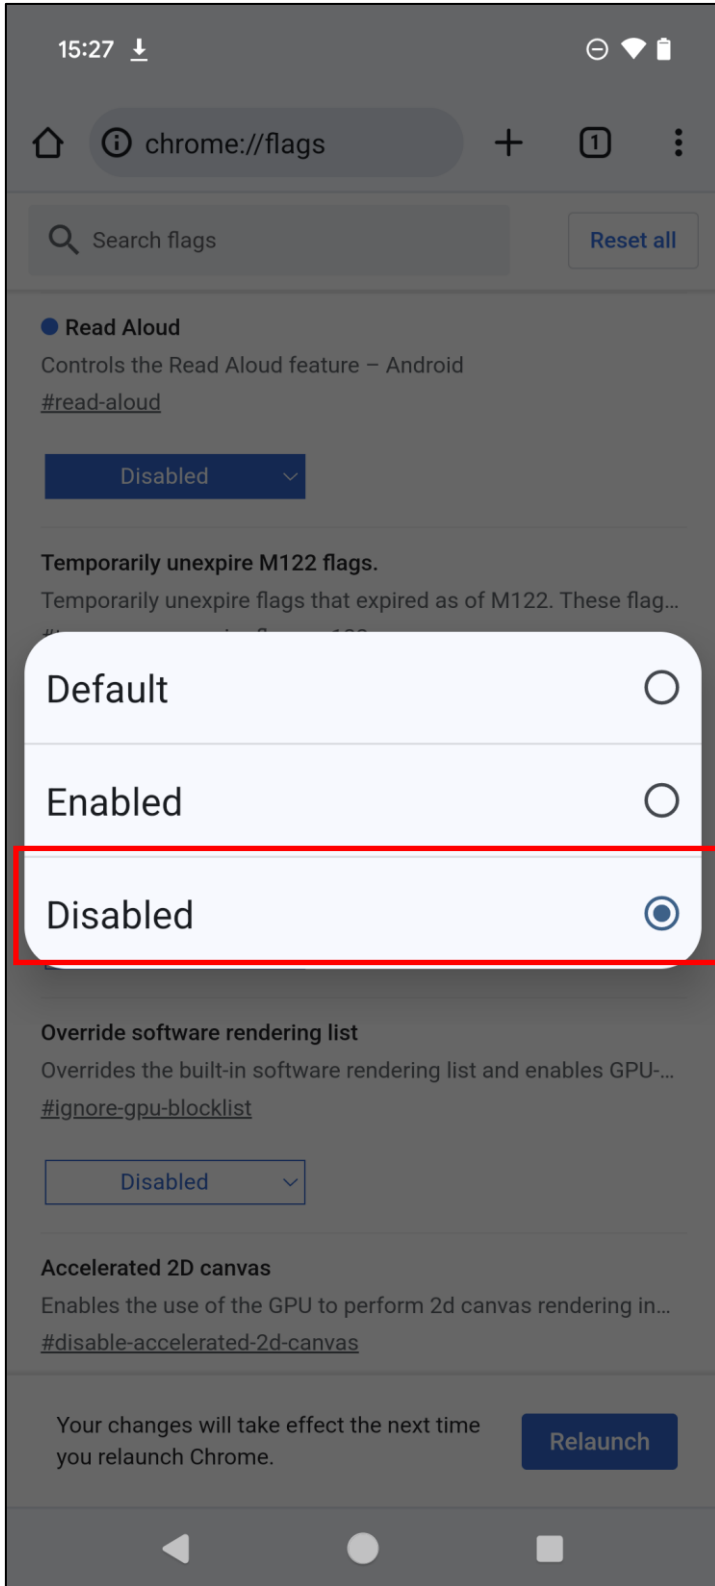 15:27
chrome://flags
1
Search flags
Reset all
Read Aloud
Controls the Read Aloud feature – Android
#read-aloud
Disabled
Temporarily unexpire M122 flags.
Temporarily unexpire flags that expired as of M122. These flag...
Default
Enabled
Disabled
Override software rendering list
Overrides the built-in software rendering list and enables GPU-...
#ignore-gpu-blocklist
Disabled
Accelerated 2D canvas
Enables the use of the GPU to perform 2d canvas rendering in...
#disable-accelerated-2d-canvas
Your changes will take effect the next time
you relaunch Chrome.
Relaunch